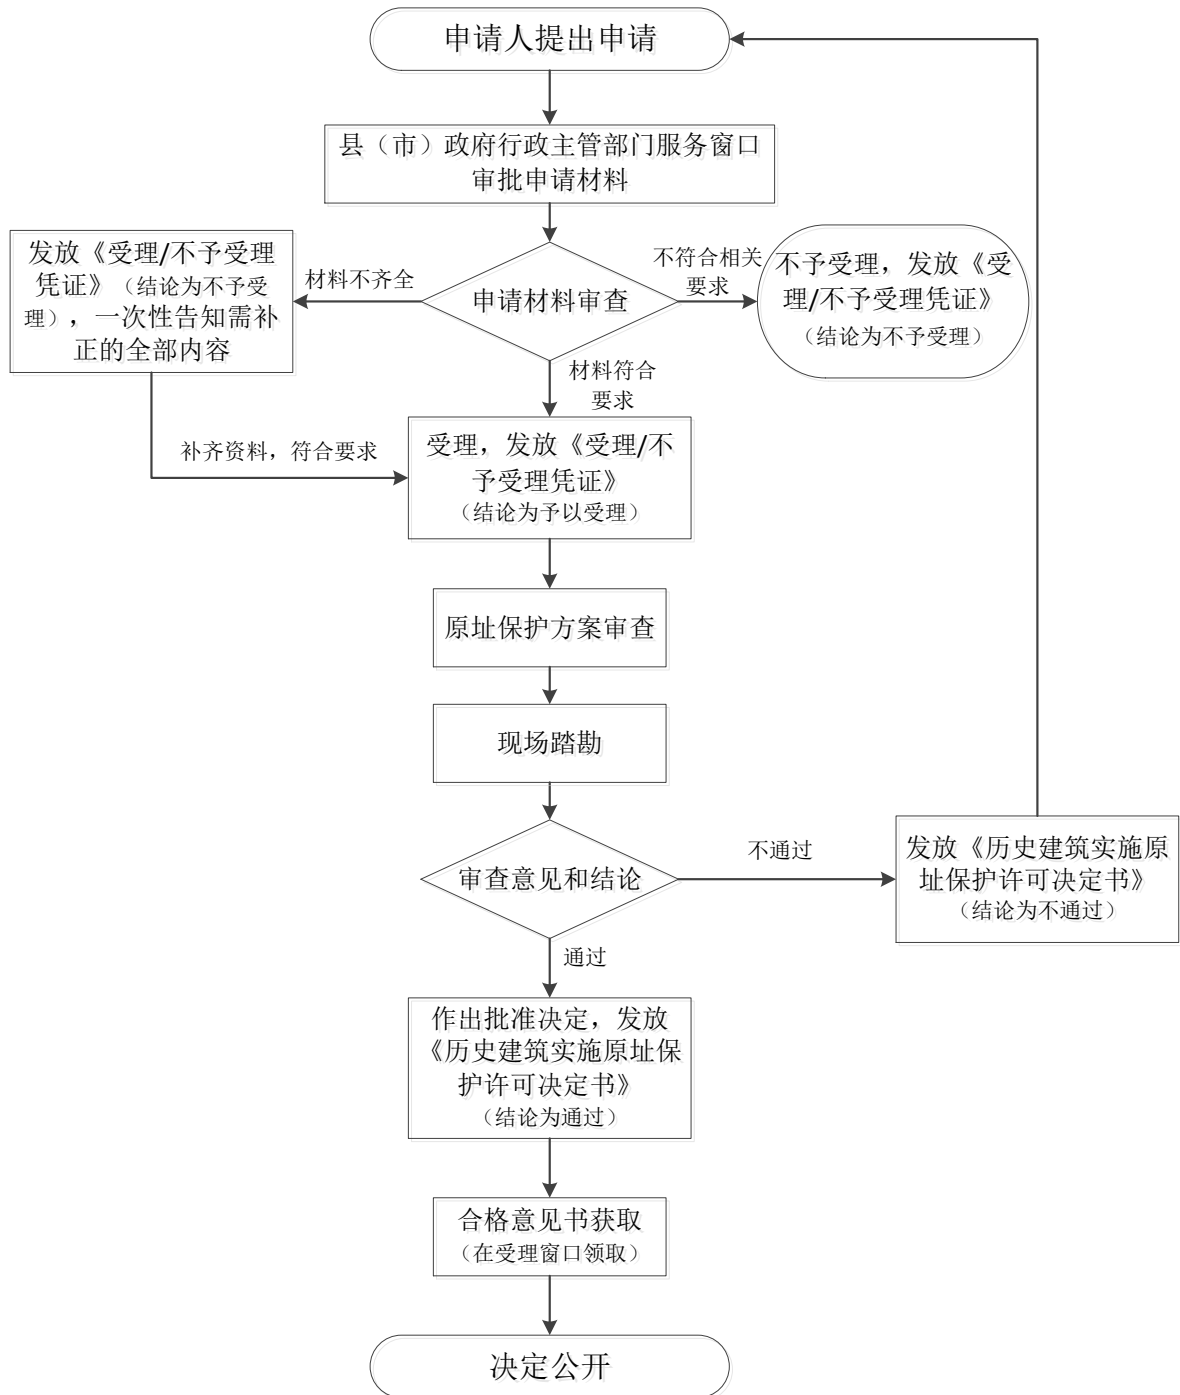 申请人提出申请
县（市）政府行政主管部门服务窗口
审批申请材料
发放《受理/不予受理
凭证》（结论为不予受
理），一次性告知需补
正的全部内容
材料不齐全
申请材料审查
不符合相关
要求
不予受理，发放《受
理/不予受理凭证》
（结论为不予受理）
材料符合
要求
补齐资料，符合要求
受理，发放《受理/不
予受理凭证》
（结论为予以受理）
原址保护方案审查
现场踏勘
审查意见和结论
不通过
发放《历史建筑实施原
址保护许可决定书》
（结论为不通过）
通过
作出批准决定，发放
《历史建筑实施原址保
护许可决定书》
（结论为通过）
合格意见书获取
（在受理窗口领取）
决定公开